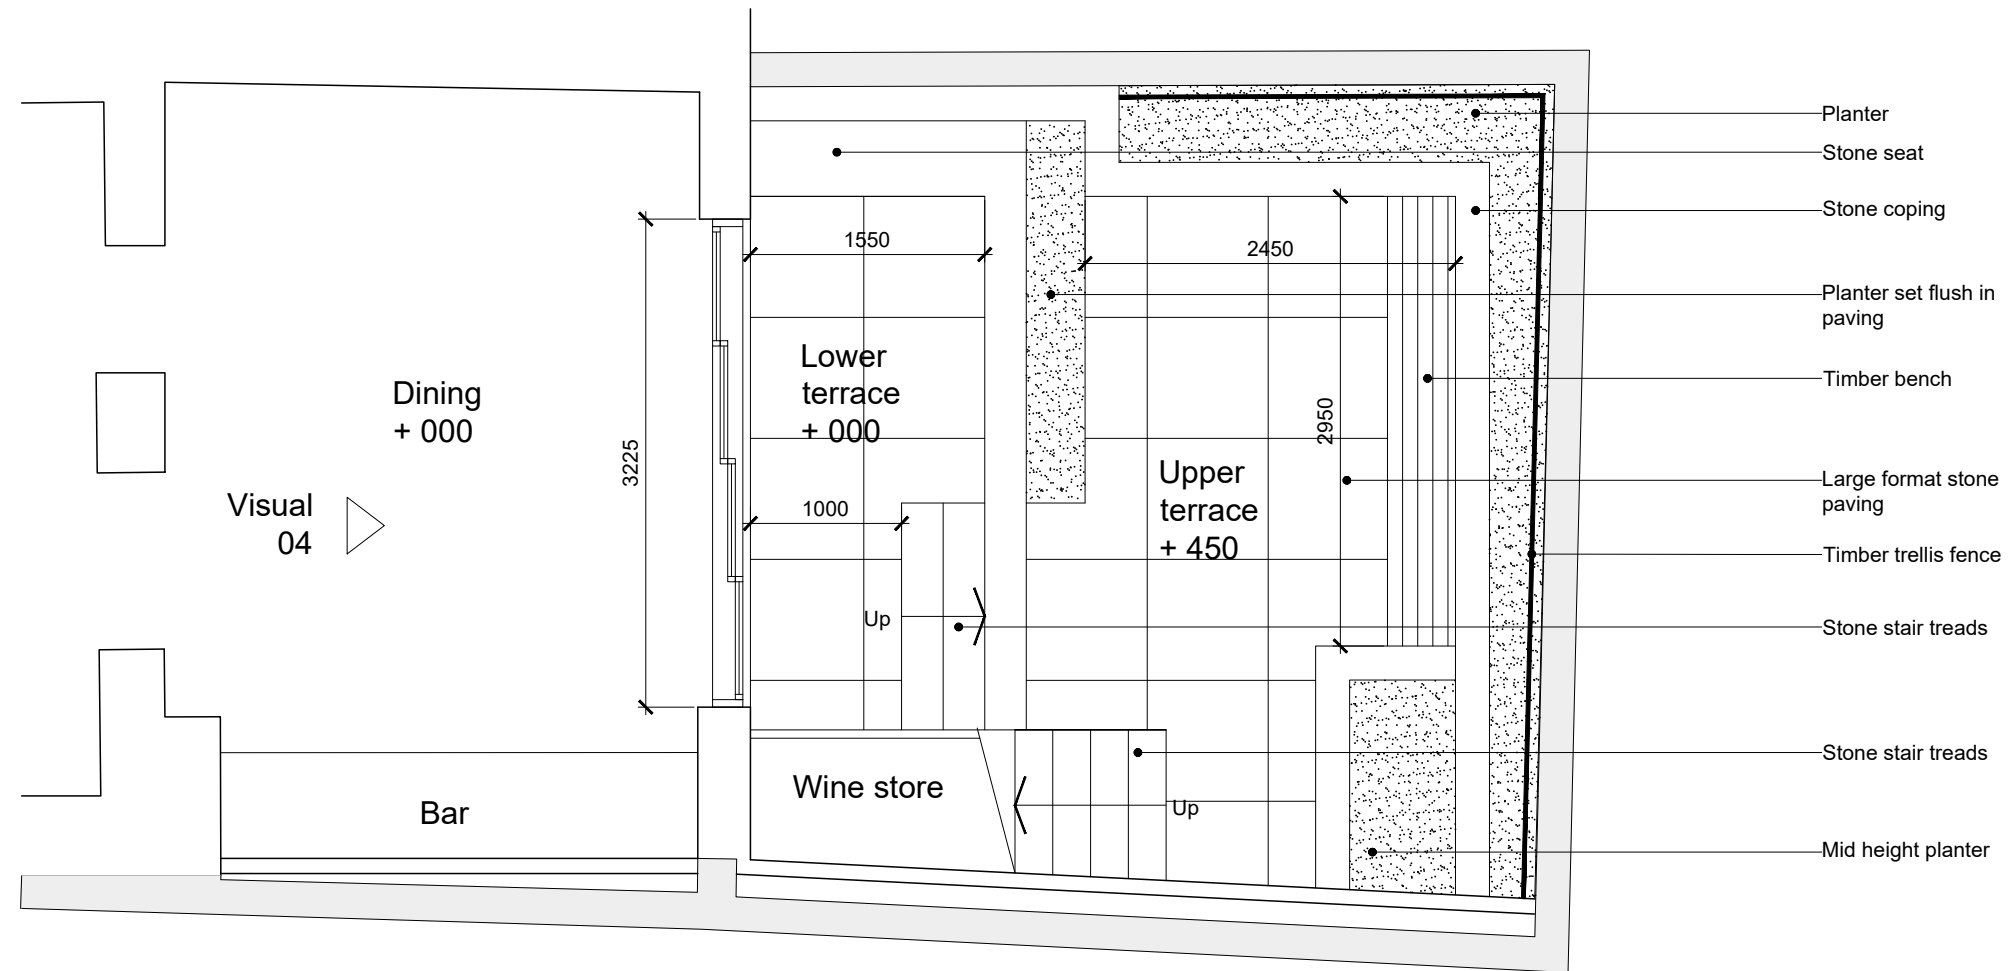 Dining
+ 000
Visual
04
3225
Bar
1550
Lower
terrace
+ 000
1000
Up
Wine store
2450
2950
Upper
terrace
+ 450
Up
Planter
Stone seat
Stone coping
Planter set flush in
paving
Timber bench
Large format stone
paving
Timber trellis fence
Stone stair treads
Stone stair treads
Mid height planter